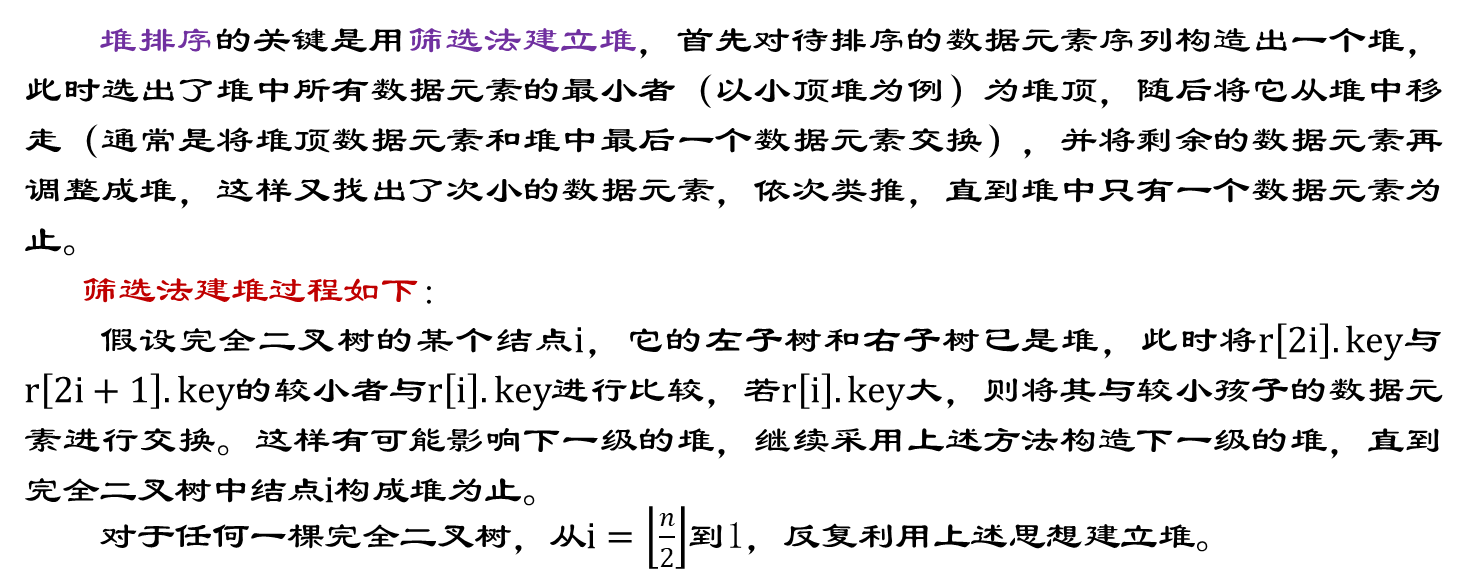 堆排序的关键是用筛选法建立堆，首先对待排序的数据元素序列构造出一个堆，
此时选出了堆中所有数据元素的最小者（以小顶堆为例）为堆顶，随后将它从堆中移
走（通常是将堆顶数据元素和堆中最后一个数据元素交换），并将剩余的数据元素再
调整成堆，这样又找出了次小的数据元素，依次类推，直到堆中只有一个数据元素为
止。
筛选法建堆过程如下：
假设完全二叉树的某个结点i，它的左子树和右子树已是堆，此时将r[2i].key与
r[2i + 1].key的较小者与r[i].key进行比较，若r[i].key大，则将其与较小孩子的数据元
素进行交换。这样有可能影响下一级的堆，继续采用上述方法构造下一级的堆，直到
完全二叉树中结点i构成堆为止。
对于任何一棵完全二叉树，从i = ⌊n/2⌋到1，反复利用上述思想建立堆。